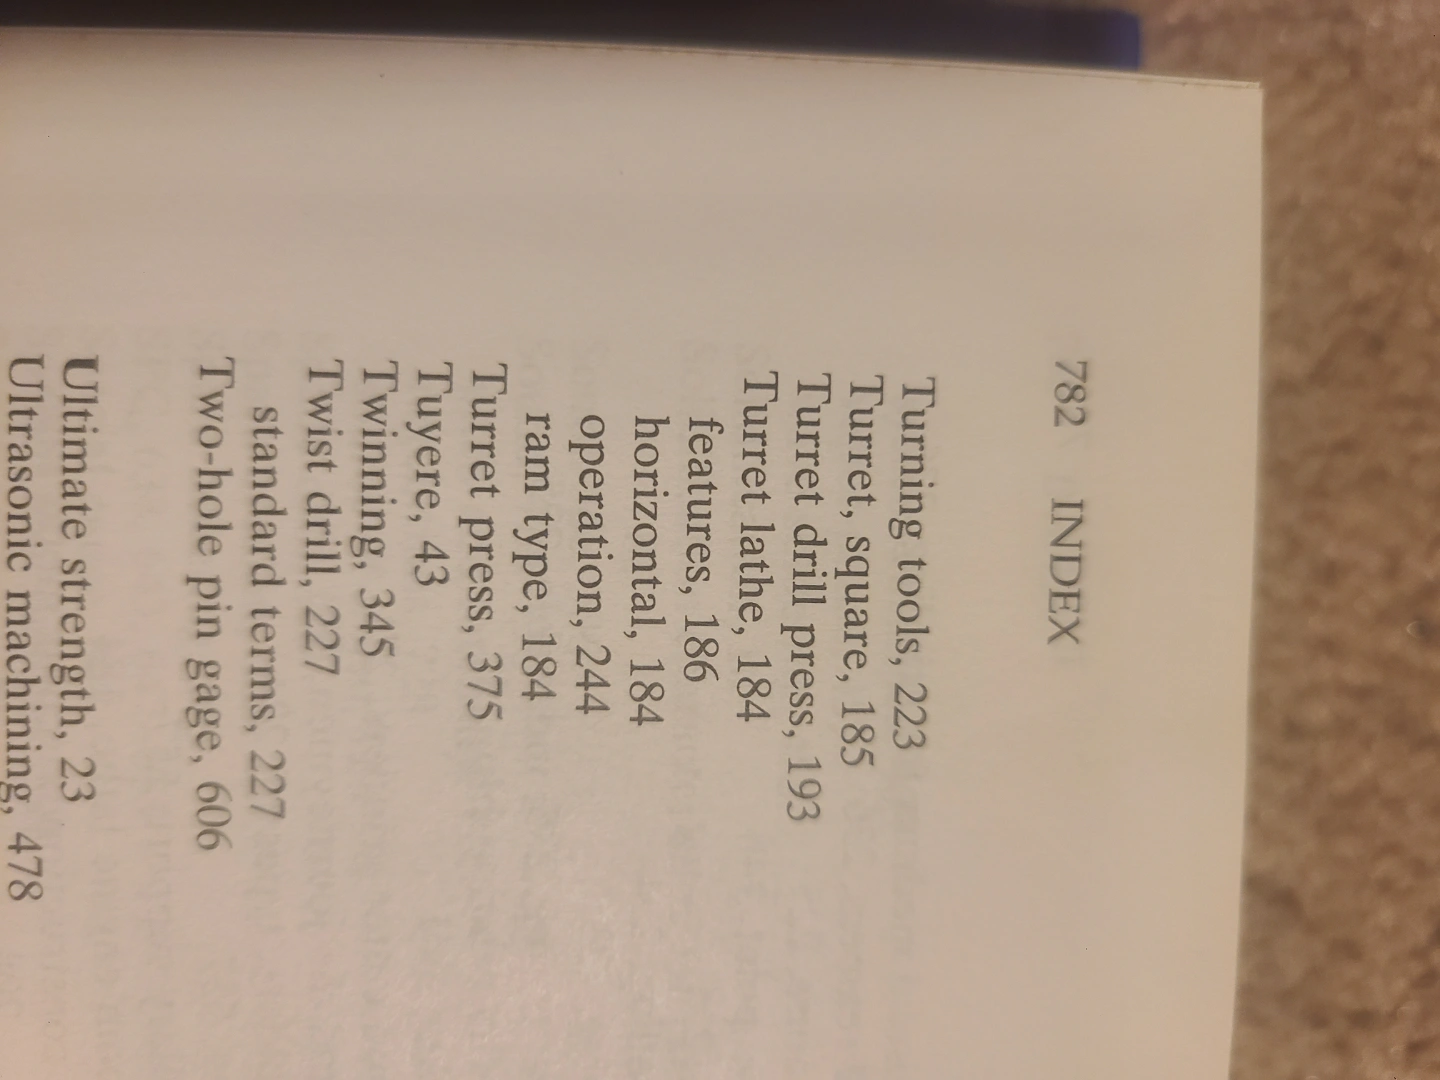 782 INDEX
Turning tools, 223
Turret, square, 185
Turret drill press, 193
Turret lathe, 184
features, 186
horizontal, 184
operation, 244
ram type, 184
Turret press, 375
Tuyere, 43
Twinning, 345
Twist drill, 227
standard terms, 227
Two-hole pin gage, 606
Ultimate strength, 23
Ultrasonic machining, 478